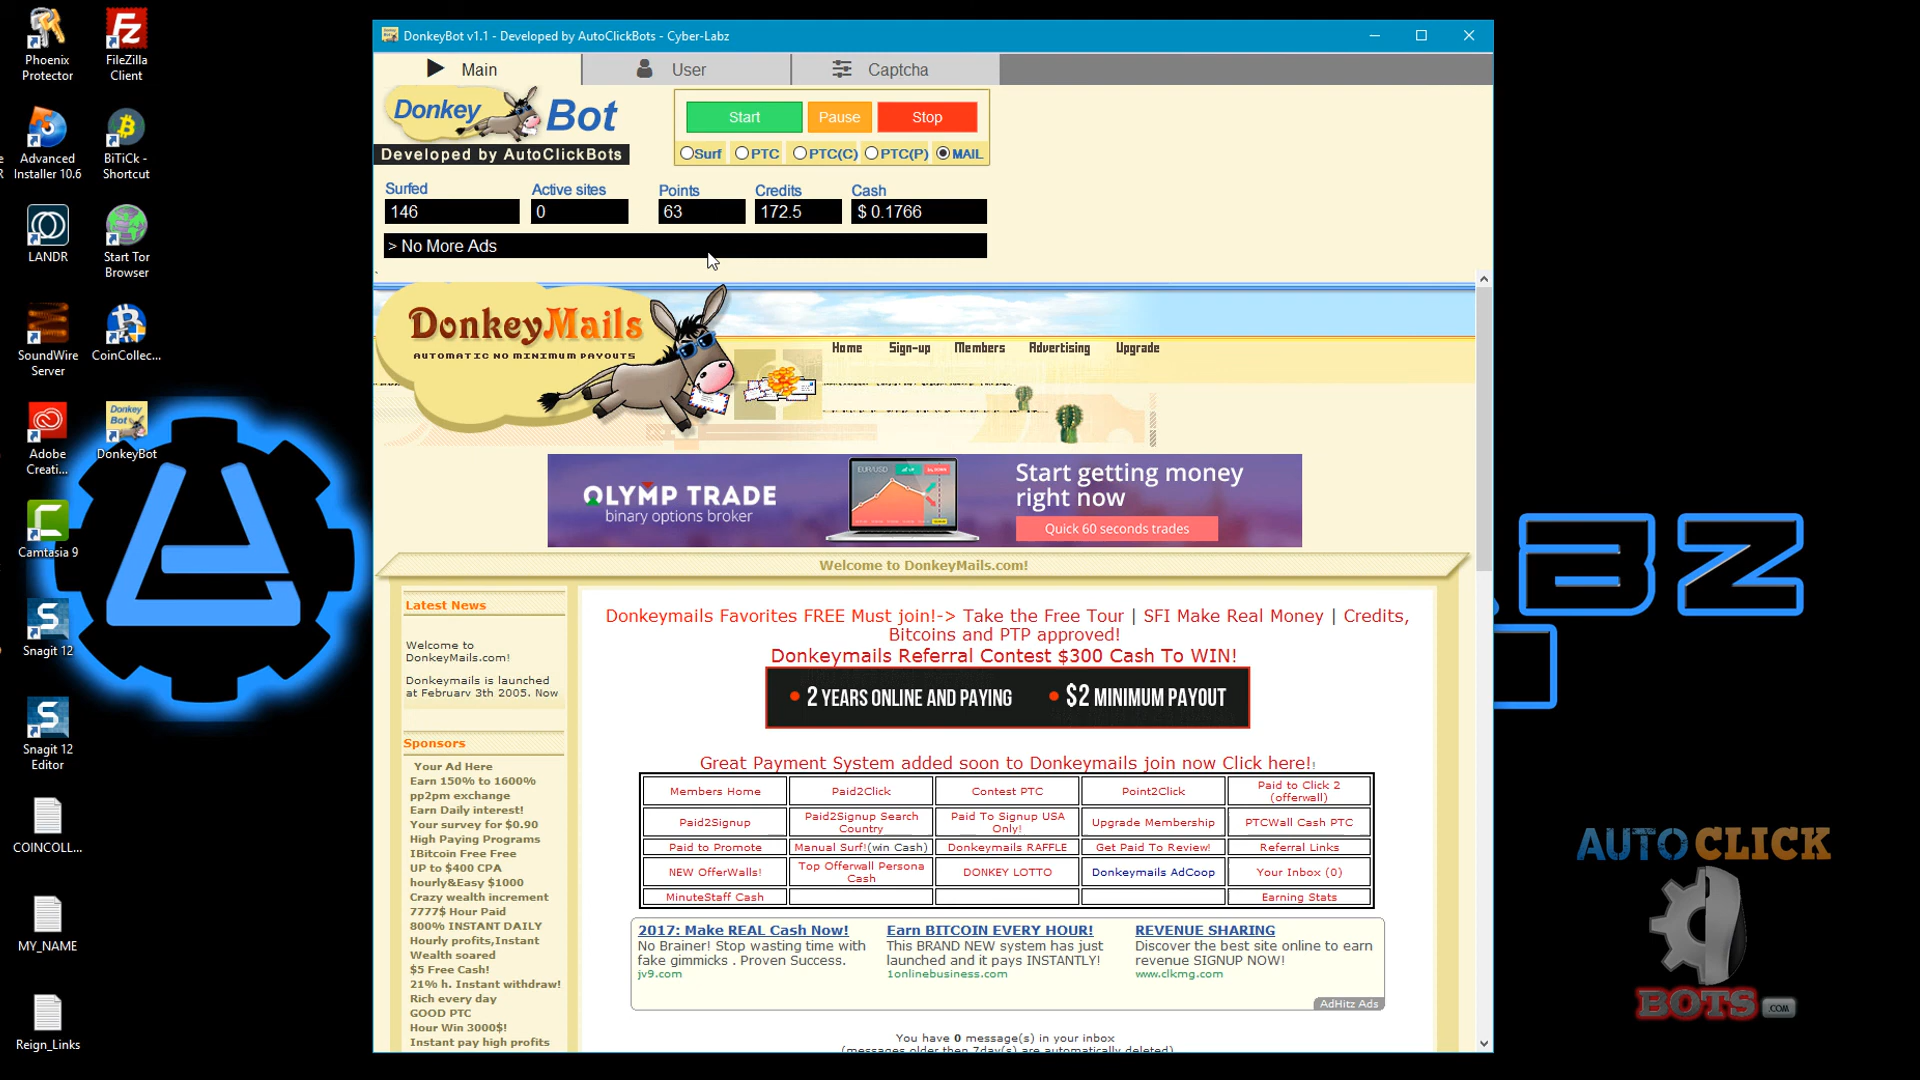 Phoenix
Protector
FileZilla
Client
Advanced
Installer 10.6
BiTiCk -
Shortcut
LANDR
Start Tor
Browser
SoundWire
Server
CoinCollec...
Adobe
Creati...
Donkey
Bot
DonkeyBot
Camtasia 9
Snagit 12
Snagit 12
Editor
COINCOLL...
MY_NAME
Reign_Links
DonkeyBot v1.1 - Developed by AutoClickBots - Cyber-Labz
Main
User
Captcha
Donkey Bot
Developed by AutoClickBots
Start
Pause
Stop
Surf
PTC
PTC(C)
PTC(P)
MAIL
Surfed
Active sites
Points
Credits
Cash
146
0
63
172.5
$ 0.1766
> No More Ads
DonkeyMails
AUTOMATIC NO MINIMUM PAYOUTS
Home
Sign-up
Members
Advertising
Upgrade
OLYMP TRADE
binary options broker
EUR/USD
Start getting money
right now
Quick 60 seconds trades
Welcome to DonkeyMails.com!
Latest News
Welcome to
DonkeyMails.com!
Donkeymails is launched
at February 3th 2005. Now
Sponsors
Your Ad Here
Earn 150% to 1600%
pp2pm exchange
Earn Daily interest!
Your survey for $0.90
High Paying Programs
IBitcoin Free Free
UP to $400 CPA
hourly&Easy $1000
Crazy wealth increment
7777$ Hour Paid
800% INSTANT DAILY
Hourly profits,Instant
Wealth soared
$5 Free Cash!
21% h. Instant withdraw!
Rich every day
GOOD PTC
Hour Win 3000$!
Instant pay high profits
Donkeymails Favorites FREE Must join!-> Take the Free Tour | SFI Make Real Money | Credits,
Bitcoins and PTP approved!
Donkeymails Referral Contest $300 Cash To WIN!
• 2 YEARS ONLINE AND PAYING • $2 MINIMUM PAYOUT
Great Payment System added soon to Donkeymails join now Click here!!
Members Home
Paid2Click
Contest PTC
Point2Click
Paid to Click 2
(offerwall)
Paid2Signup
Paid2Signup Search
Country
Paid To Signup USA
Only!
Upgrade Membership
PTCWall Cash PTC
Paid to Promote
Manual Surf!(win Cash)
Donkeymails RAFFLE
Get Paid To Review!
Referral Links
NEW OfferWalls!
Top Offerwall Persona
Cash
DONKEY LOTTO
Donkeymails AdCoop
Your Inbox (0)
MinuteStaff Cash
Earning Stats
2017: Make REAL Cash Now!
No Brainer! Stop wasting time with
fake gimmicks . Proven Success.
jv9.com
Earn BITCOIN EVERY HOUR!
This BRAND NEW system has just
launched and it pays INSTANTLY!
1onlinebusiness.com
REVENUE SHARING
Discover the best site online to earn
revenue SIGNUP NOW!
www.clkmg.com
AdHitz Ads
You have 0 message(s) in your inbox
(messages older then 7day(s) are automatically deleted)
AUTOCLICK
BOTS .COM